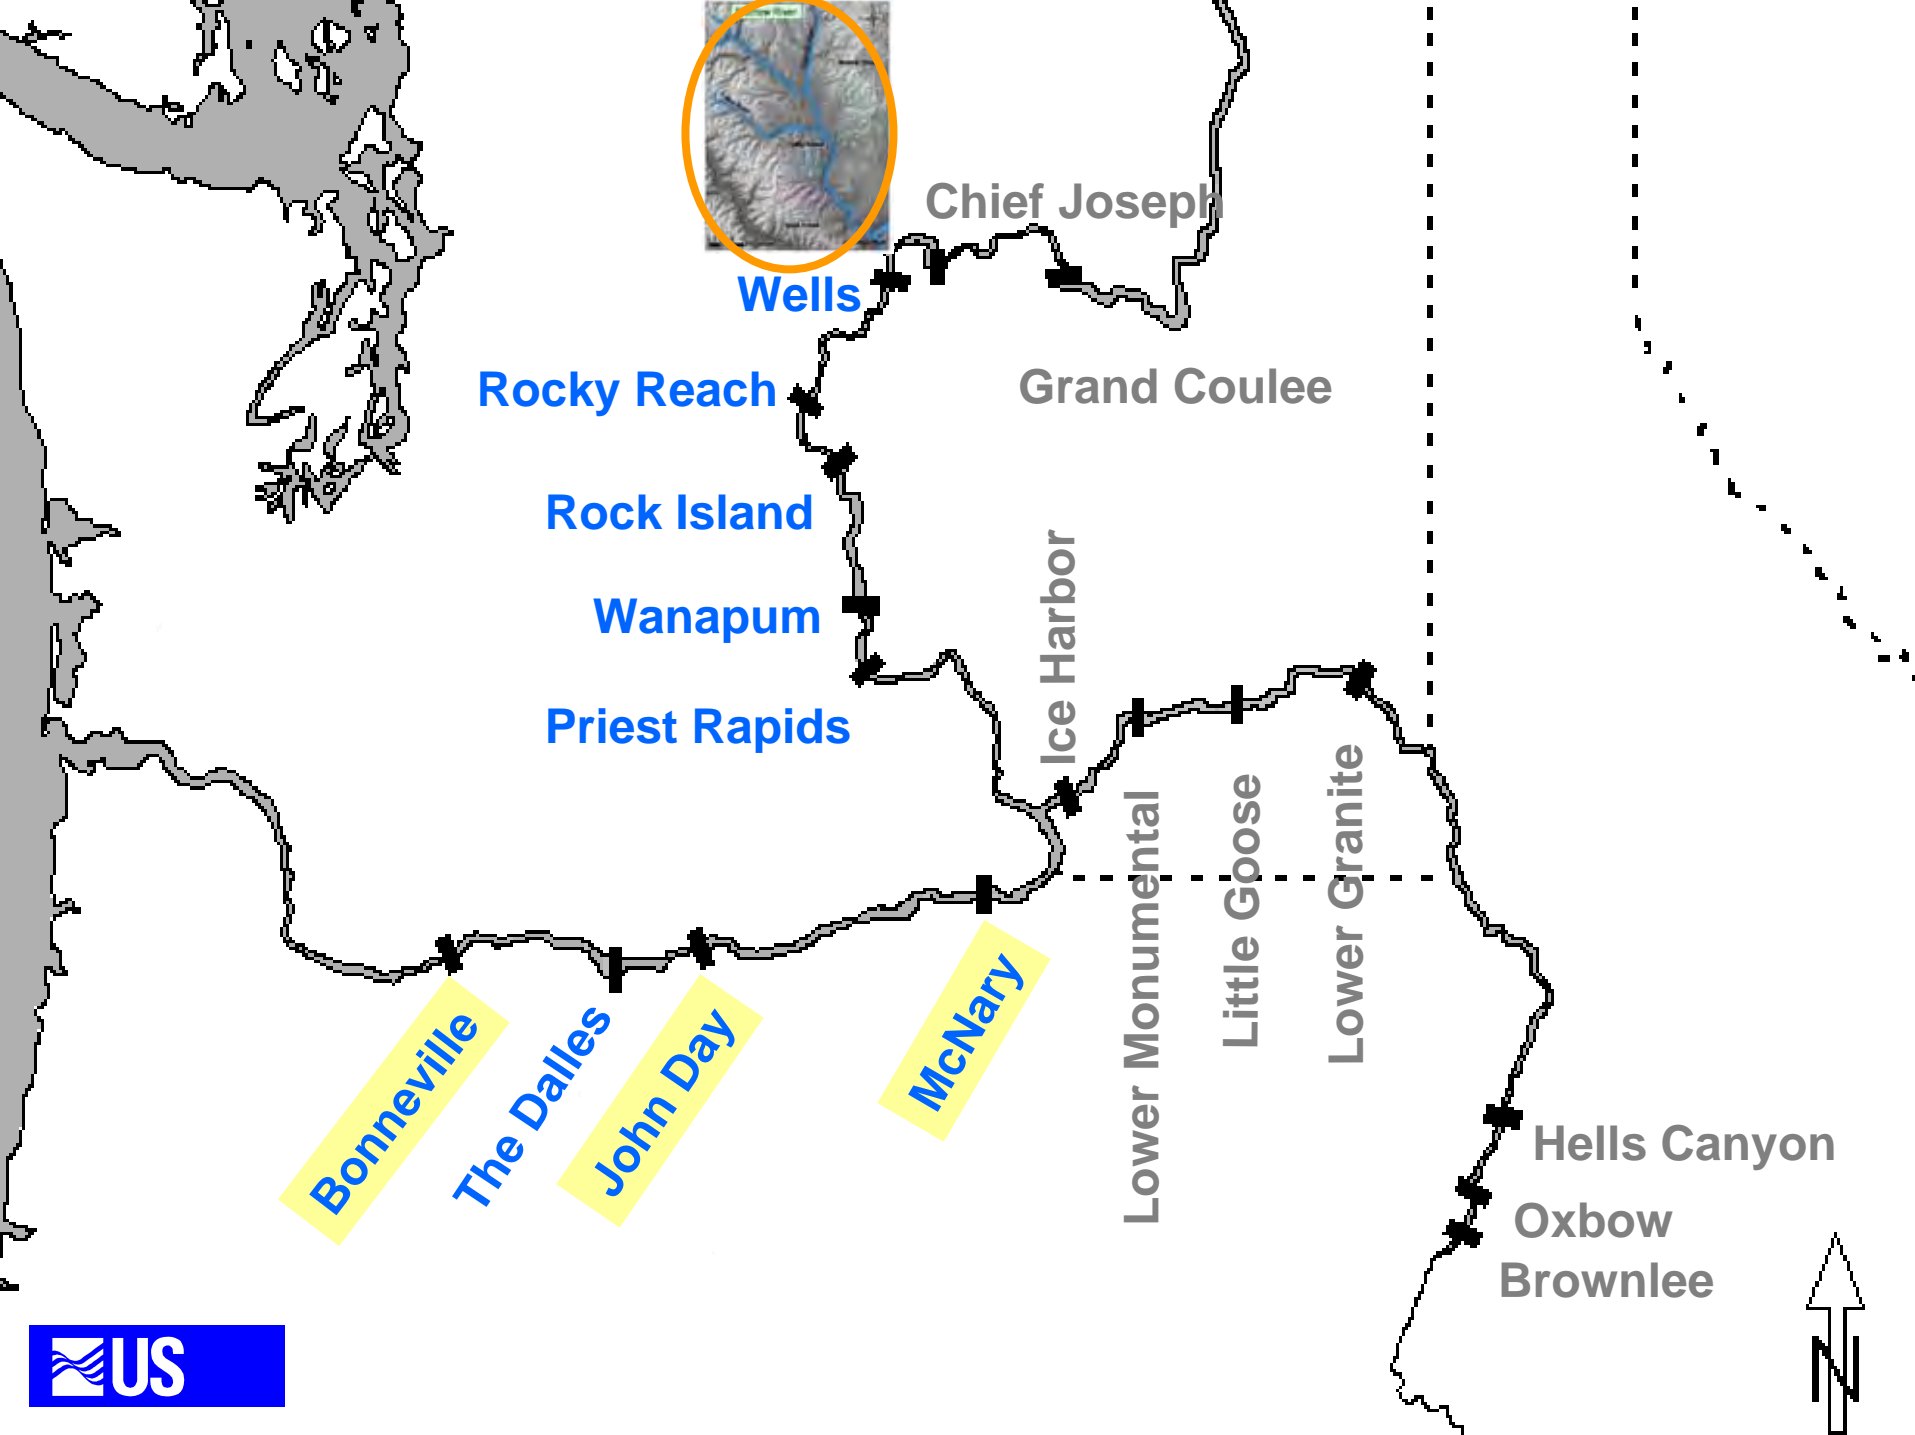 Chief Joseph
Wells
Rocky Reach
Grand Coulee
Rock Island
Wanapum
Priest Rapids
Ice Harbor
Lower Monumental
Little Goose
Lower Granite
McNary
John Day
The Dalles
Bonneville
Hells Canyon
Oxbow
Brownlee
US
N